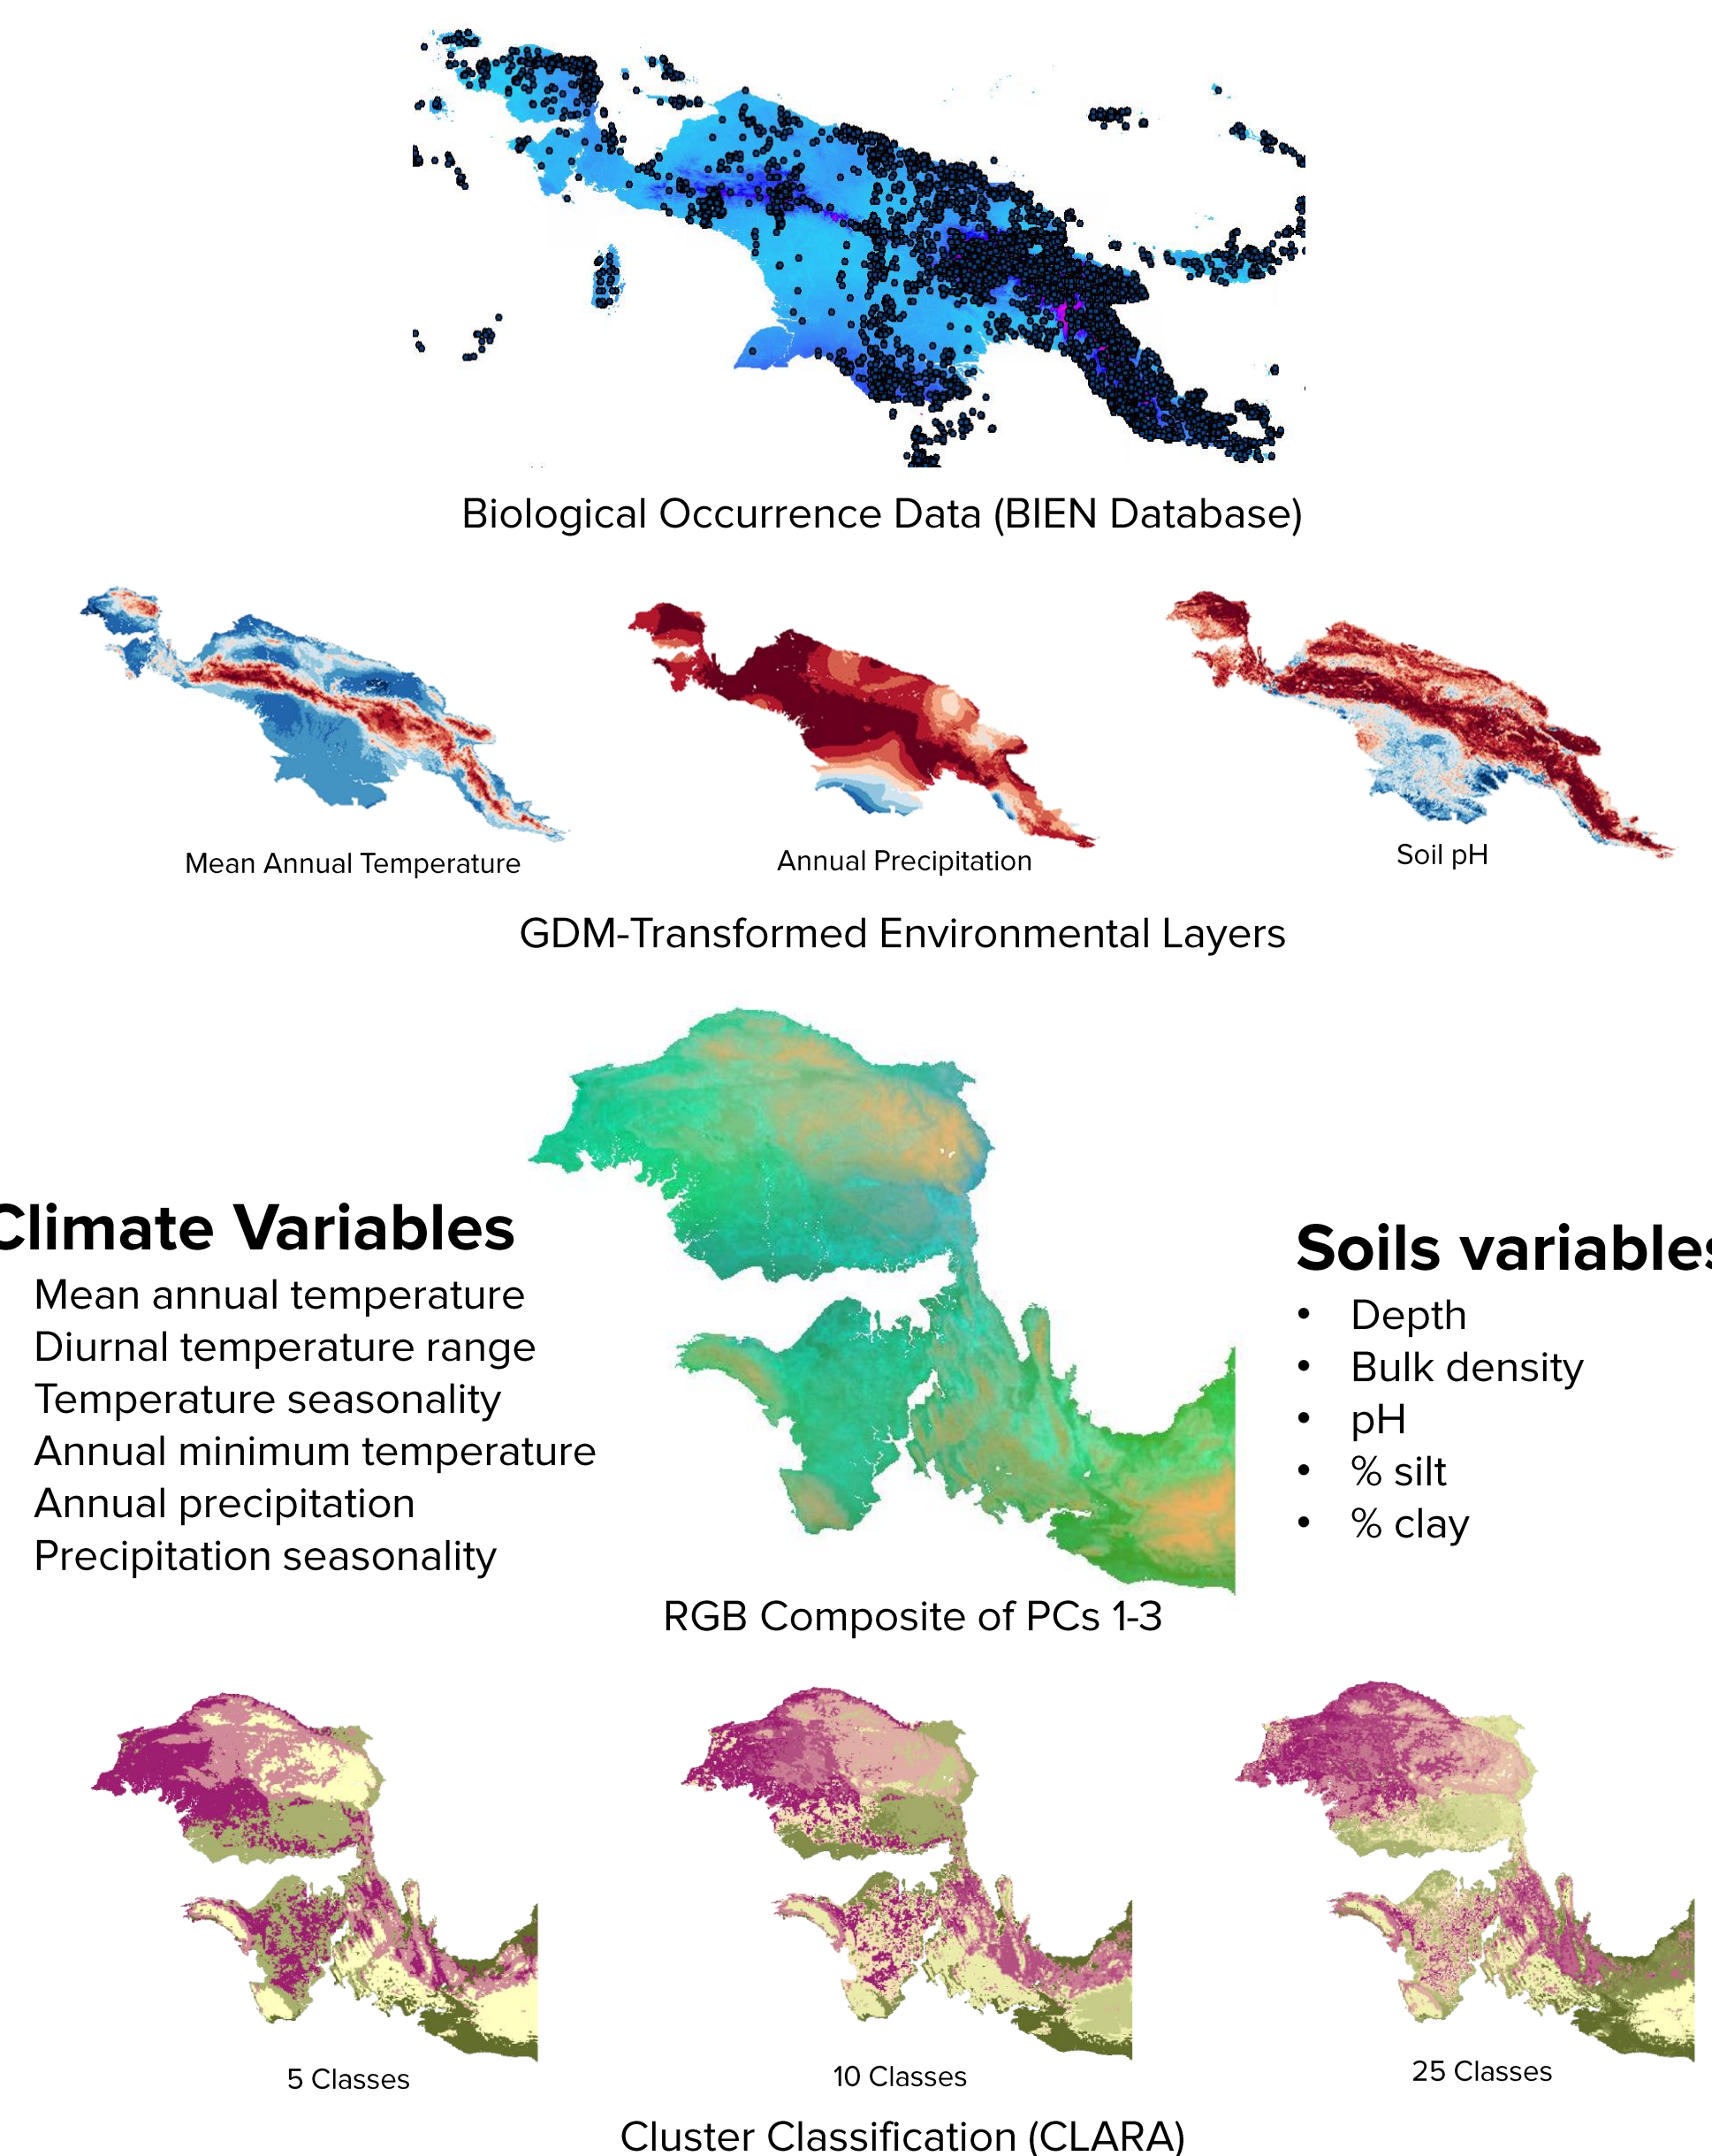 Biological Occurrence Data (BIEN Database)
Mean Annual Temperature
Annual Precipitation
Soil pH
GDM-Transformed Environmental Layers
Climate Variables
Mean annual temperature
Diurnal temperature range
Temperature seasonality
Annual minimum temperature
Annual precipitation
Precipitation seasonality
Soils variables
• Depth
• Bulk density
• pH
• % silt
• % clay
RGB Composite of PCs 1-3
5 Classes
10 Classes
25 Classes
Cluster Classification (CLARA)